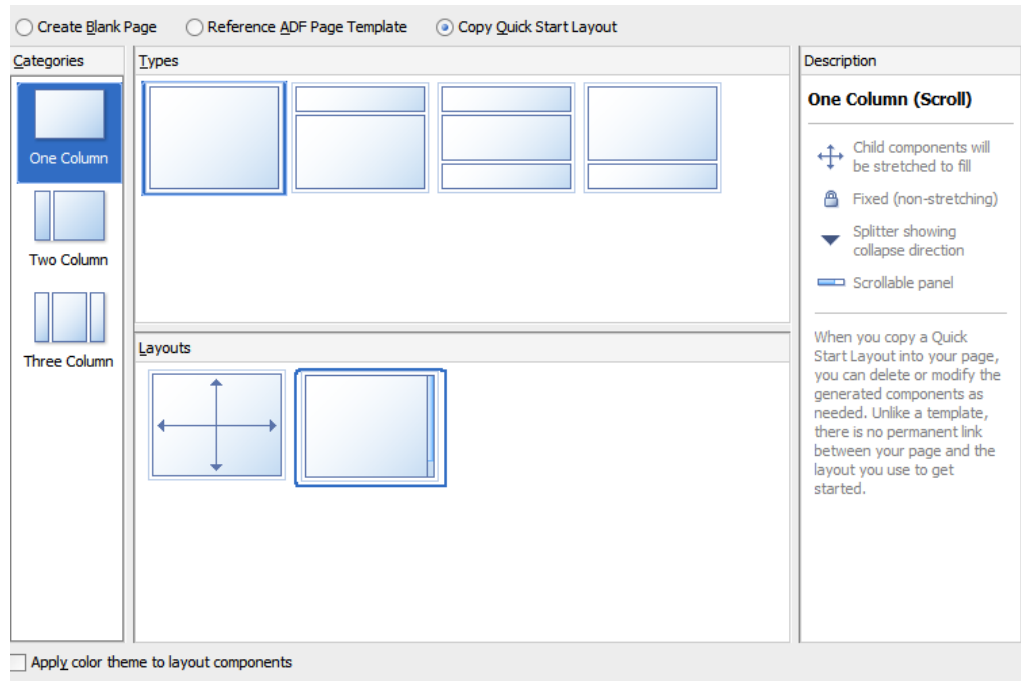 Create Blank Page Reference ADF Page Template Copy Quick Start Layout
Categories
One Column
Two Column
Three Column
Types
Layouts
Description
One Column (Scroll)
Child components will
be stretched to fill
Fixed (non-stretching)
Splitter showing
collapse direction
Scrollable panel
When you copy a Quick
Start Layout into your page,
you can delete or modify the
generated components as
needed. Unlike a template,
there is no permanent link
between your page and the
layout you use to get
started.
Apply color theme to layout components